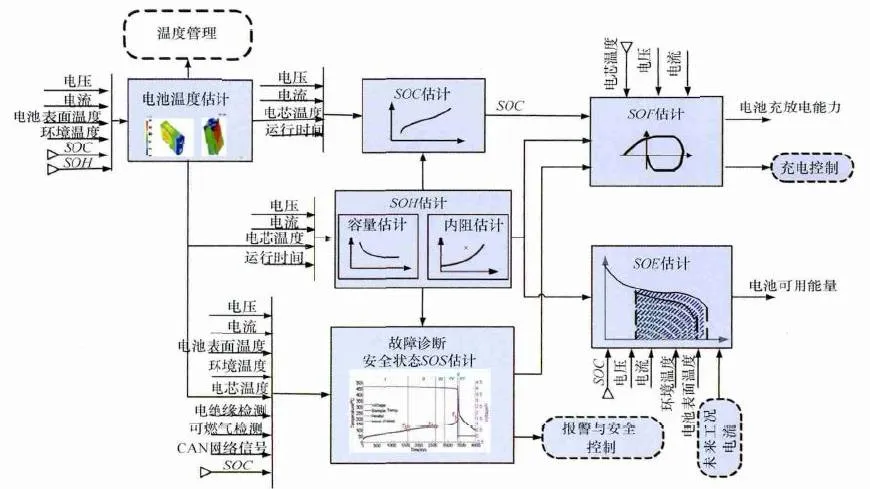 温度管理
电压
电流
电池表面温度
环境温度
SOC
SOH
电池温度估计
电压
电流
电芯温度
运行时间
SOC估计
SOC
电芯温度
电压
电流
SOF估计
电池充放电能力
充电控制
电压
电流
电芯温度
运行时间
SOH估计
容量估计
内阻估计
SOE估计
电池可用能量
SOC
电压
电流
环境温度
电池表面温度
未来工况
电流
电压
电流
电池表面温度
环境温度
电芯温度
电绝缘检测
可燃气检测
CAN网络信号
SOC
故障诊断
安全状态SOS估计
报警与安全
控制